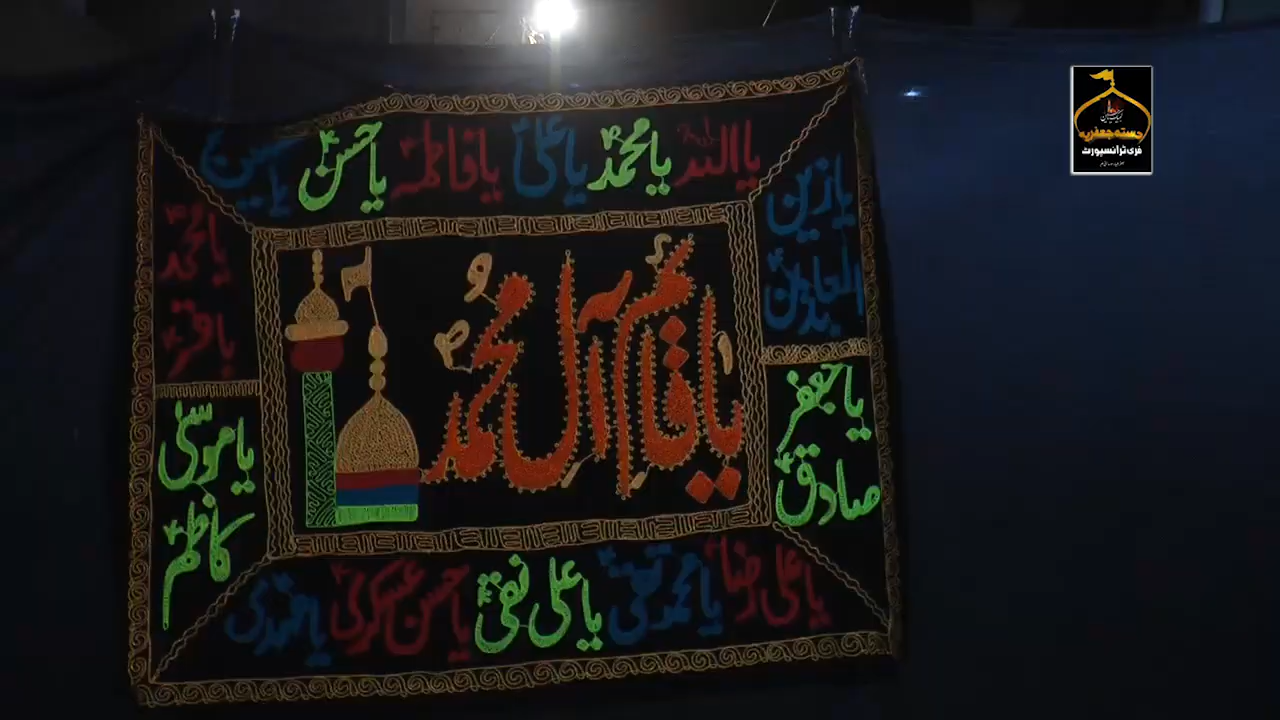 یا اللہ یا محمدؐ یا علیؑ یا فاطمہؑ یا حسنؑ یا حسینؑ
یا زین
العابدینؑ
یا محمدؑ
باقرؑ
یا قائم آل محمدؐ
یا جعفر
صادقؑ
یا موسیٰ
کاظمؑ
یا علی رضاؑ یا محمد تقیؑ یا علی نقیؑ یا حسن عسکریؑ یا مہدیؑ
دستہ جعفریہ
فری ٹرانسپورٹ